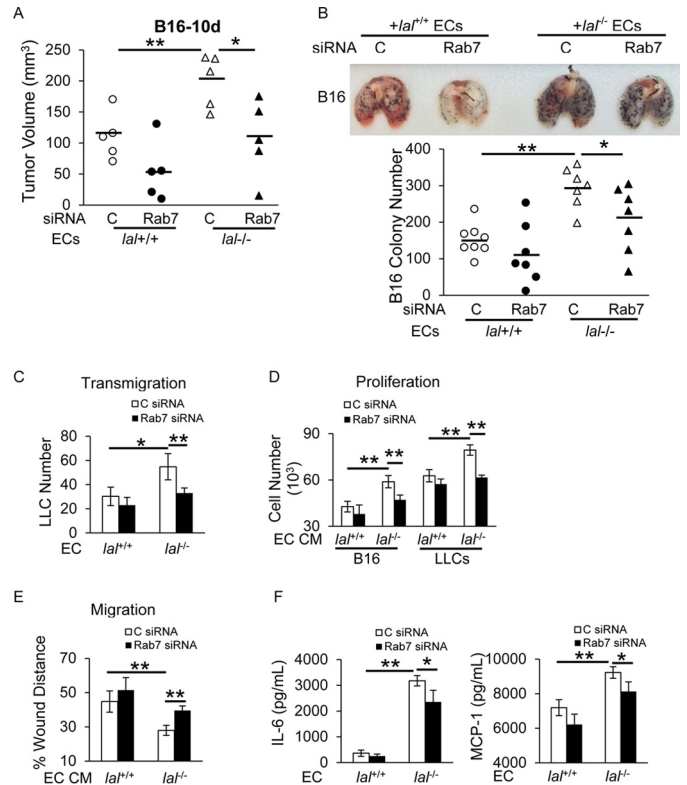 A
B16-10d
**
*
Tumor Volume (mm3)
250
200
150
100
50
0
siRNA C Rab7 C Rab7
ECs lal+/+ lal-/-
B
+lal+/+ ECs +lal-/- ECs
siRNA C Rab7 C Rab7
B16
**
*
B16 Colony Number
400
300
200
100
0
siRNA C Rab7 C Rab7
ECs lal+/+ lal-/-
C
Transmigration
C siRNA
Rab7 siRNA
*
**
LLC Number
80
60
40
20
0
EC lal+/+ lal-/-
D
Proliferation
C siRNA
Rab7 siRNA
**
**
**
**
Cell Number
(103)
90
60
30
EC CM lal+/+ lal-/- lal+/+ lal-/-
B16 LLCs
E
Migration
C siRNA
Rab7 siRNA
**
**
% Wound Distance
70
50
30
10
EC CM lal+/+ lal-/-
F
C siRNA
Rab7 siRNA
**
*
IL-6 (pg/mL)
4000
3000
2000
1000
0
EC lal+/+ lal-/-
C siRNA
Rab7 siRNA
**
*
MCP-1 (pg/mL)
10000
8000
6000
4000
EC lal+/+ lal-/-